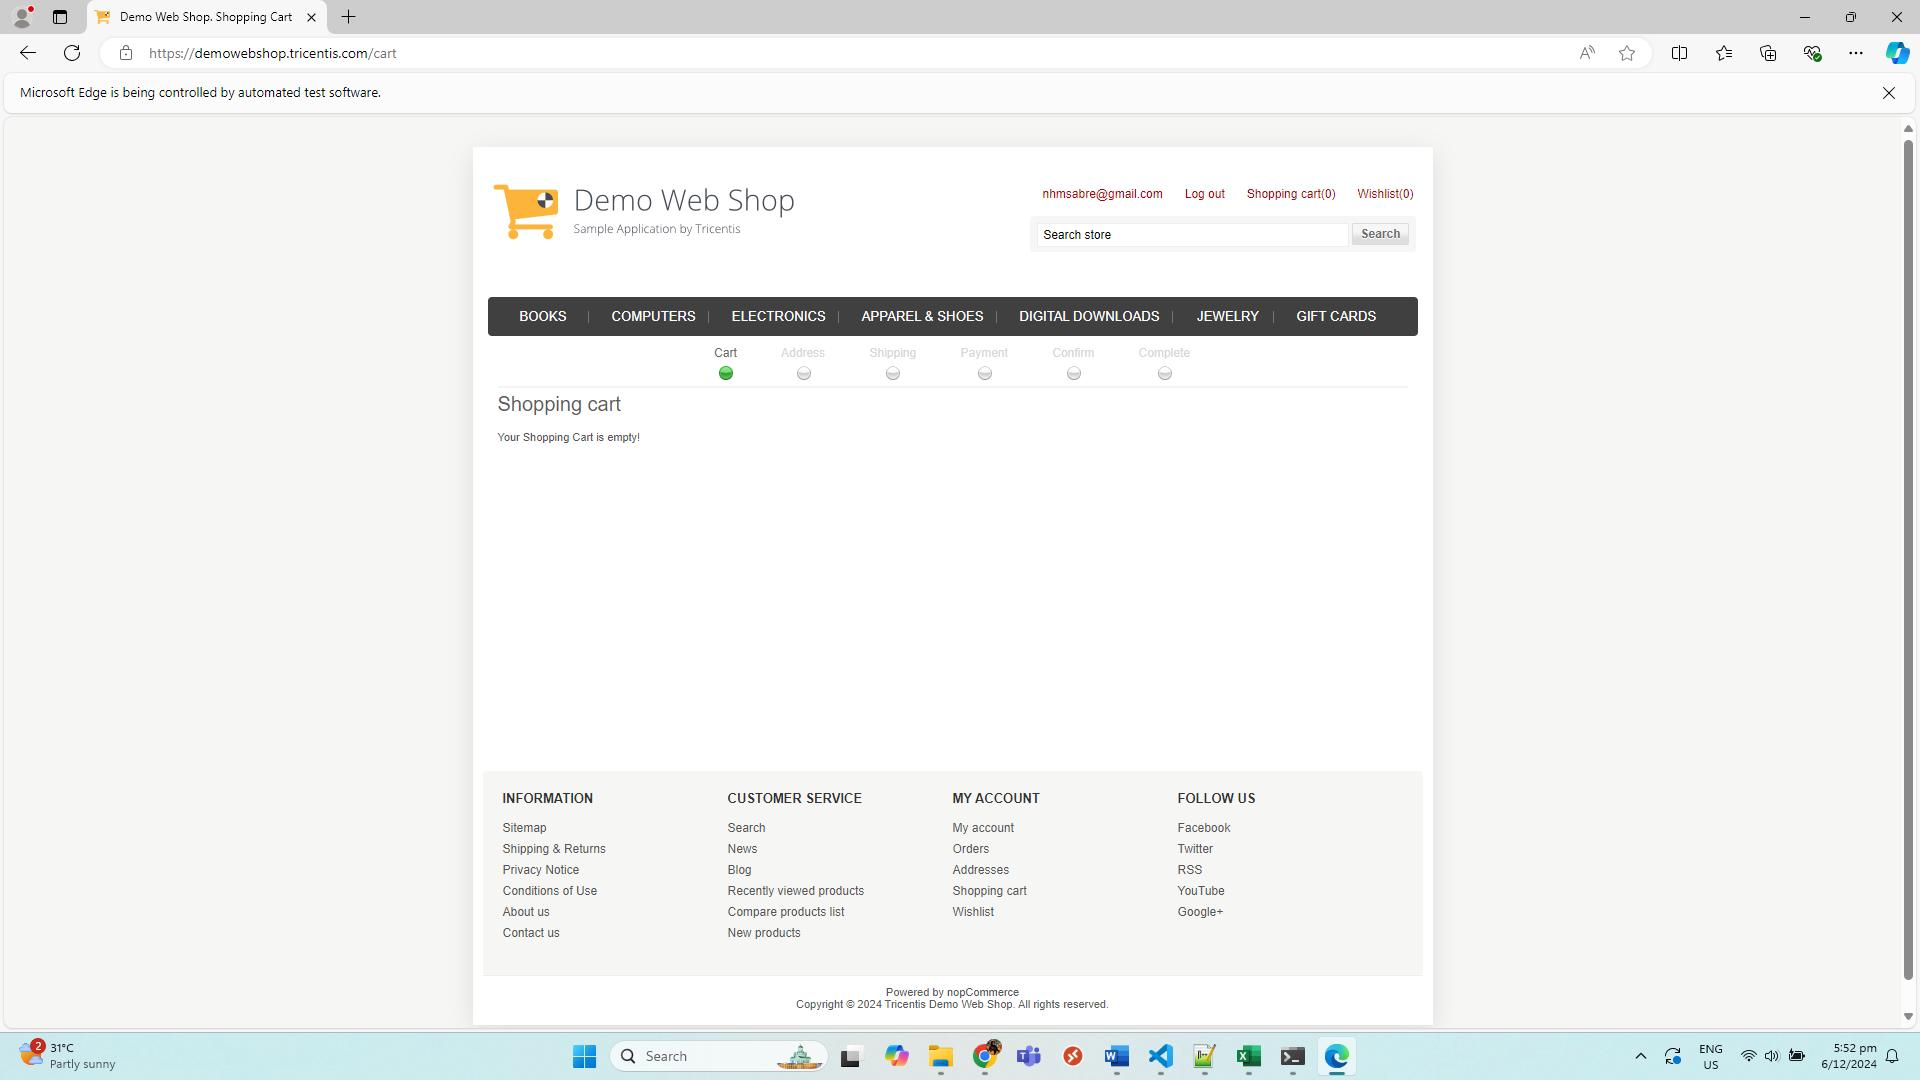 Demo Web Shop. Shopping Cart
https://demowebshop.tricentis.com/cart
Microsoft Edge is being controlled by automated test software.
Demo Web Shop
Sample Application by Tricentis
nhmsabre@gmail.com Log out Shopping cart(0) Wishlist(0)
Search store Search
BOOKS | COMPUTERS | ELECTRONICS | APPAREL & SHOES | DIGITAL DOWNLOADS | JEWELRY | GIFT CARDS
Cart Address Shipping Payment Confirm Complete
Shopping cart
Your Shopping Cart is empty!
INFORMATION
Sitemap
Shipping & Returns
Privacy Notice
Conditions of Use
About us
Contact us
CUSTOMER SERVICE
Search
News
Blog
Recently viewed products
Compare products list
New products
MY ACCOUNT
My account
Orders
Addresses
Shopping cart
Wishlist
FOLLOW US
Facebook
Twitter
RSS
YouTube
Google+
Powered by nopCommerce
Copyright © 2024 Tricentis Demo Web Shop. All rights reserved.
2
31°C
Partly sunny
Search
ENG
US
5:52 pm
6/12/2024